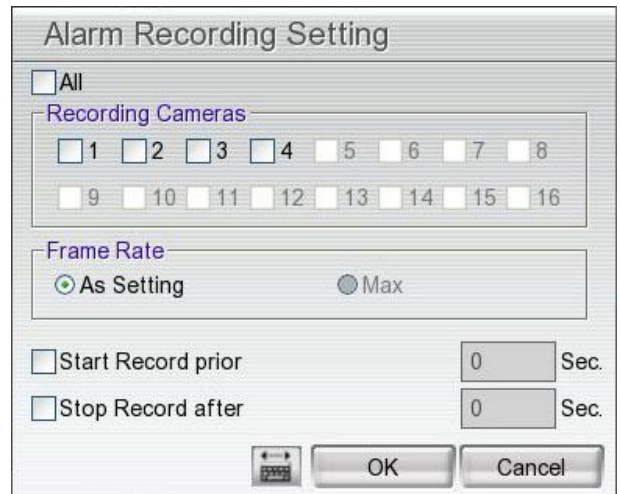 Alarm Recording Setting
All
Recording Cameras
1 2 3 4 5 6 7 8
9 10 11 12 13 14 15 16
Frame Rate
As Setting Max
Start Record prior 0 Sec.
Stop Record after 0 Sec.
OK Cancel